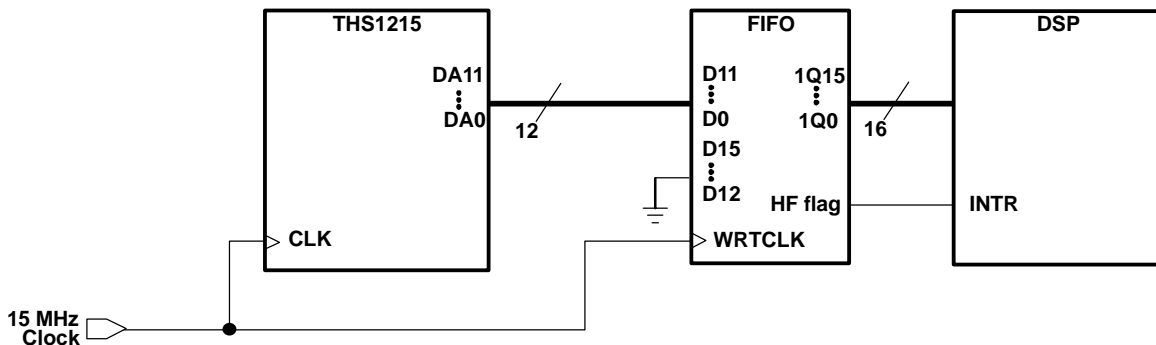 THS1215
DA11
DA0
12
CLK
15 MHz
Clock
FIFO
D11
D0
D15
D12
1Q15
1Q0
HF flag
WRTCLK
16
DSP
INTR